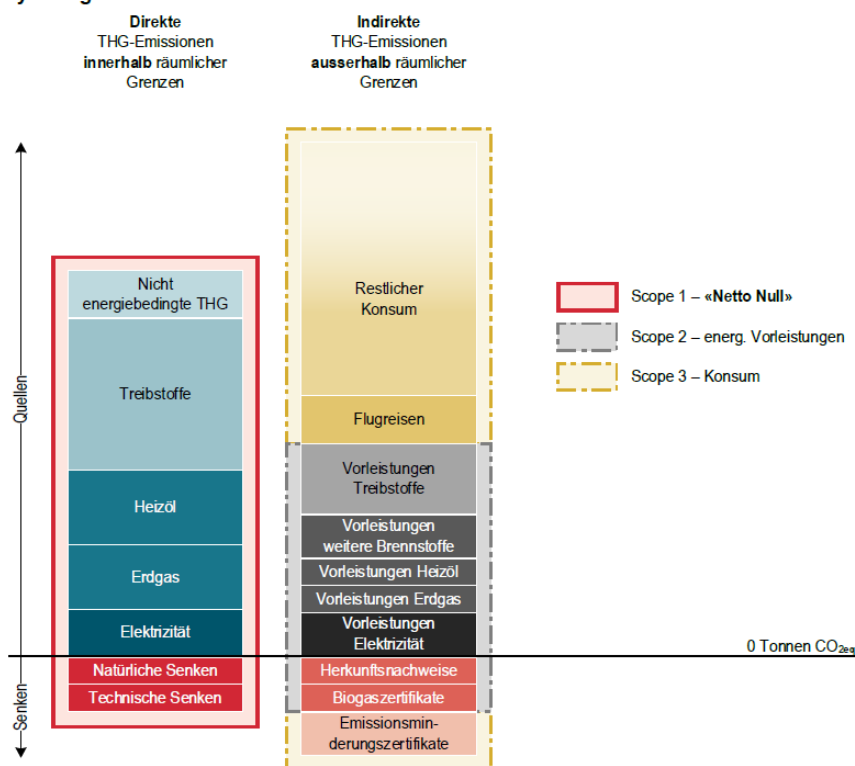 Direkte
THG-Emissionen
innerhalb räumlicher
Grenzen
Indirekte
THG-Emissionen
ausserhalb räumlicher
Grenzen
Quellen
Senken
Nicht
energiebedingte THG
Treibstoffe
Heizöl
Erdgas
Elektrizität
Natürliche Senken
Technische Senken
Restlicher
Konsum
Flugreisen
Vorleistungen
Treibstoffe
Vorleistungen
weitere Brennstoffe
Vorleistungen Heizöl
Vorleistungen Erdgas
Vorleistungen
Elektrizität
Herkunftsnachweise
Biogaszertifikate
Emissionsmin-
derungszertifikate
Scope 1 – «Netto Null»
Scope 2 – energ. Vorleistungen
Scope 3 – Konsum
0 Tonnen CO2eq